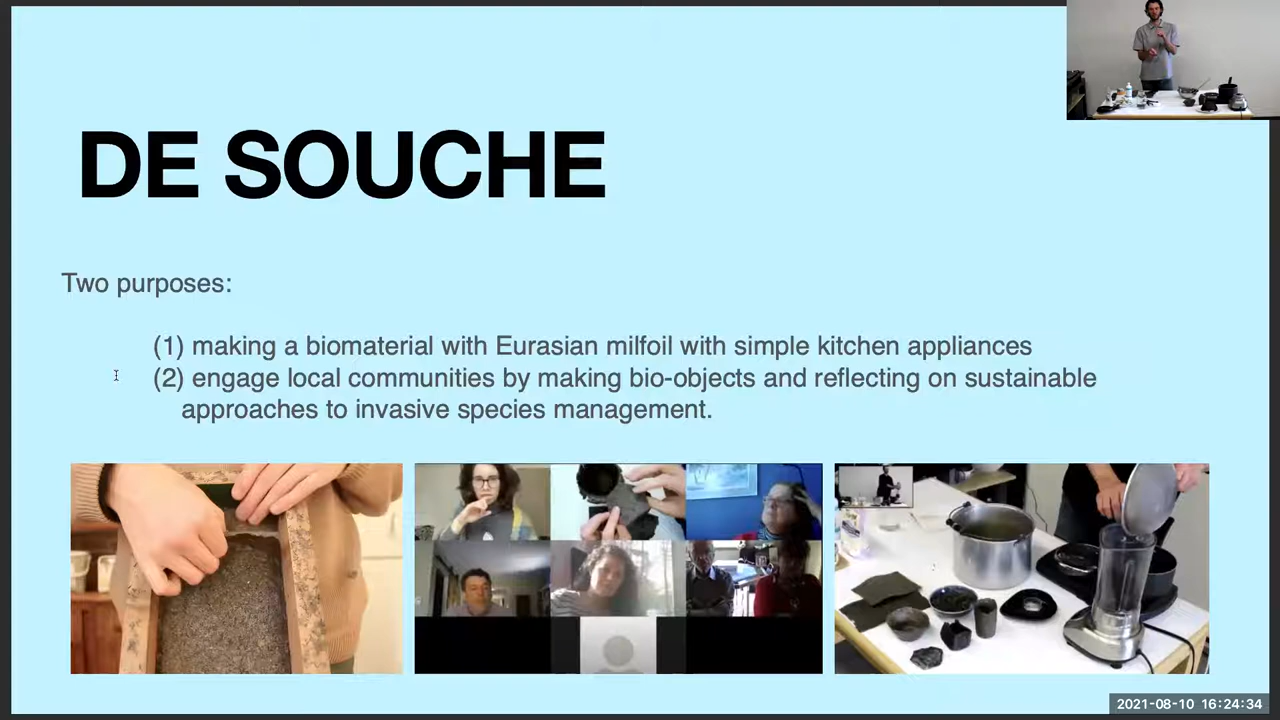 DE SOUCHE
Two purposes:
(1) making a biomaterial with Eurasian milfoil with simple kitchen appliances
(2) engage local communities by making bio-objects and reflecting on sustainable
approaches to invasive species management.
2021-08-10 16:24:34